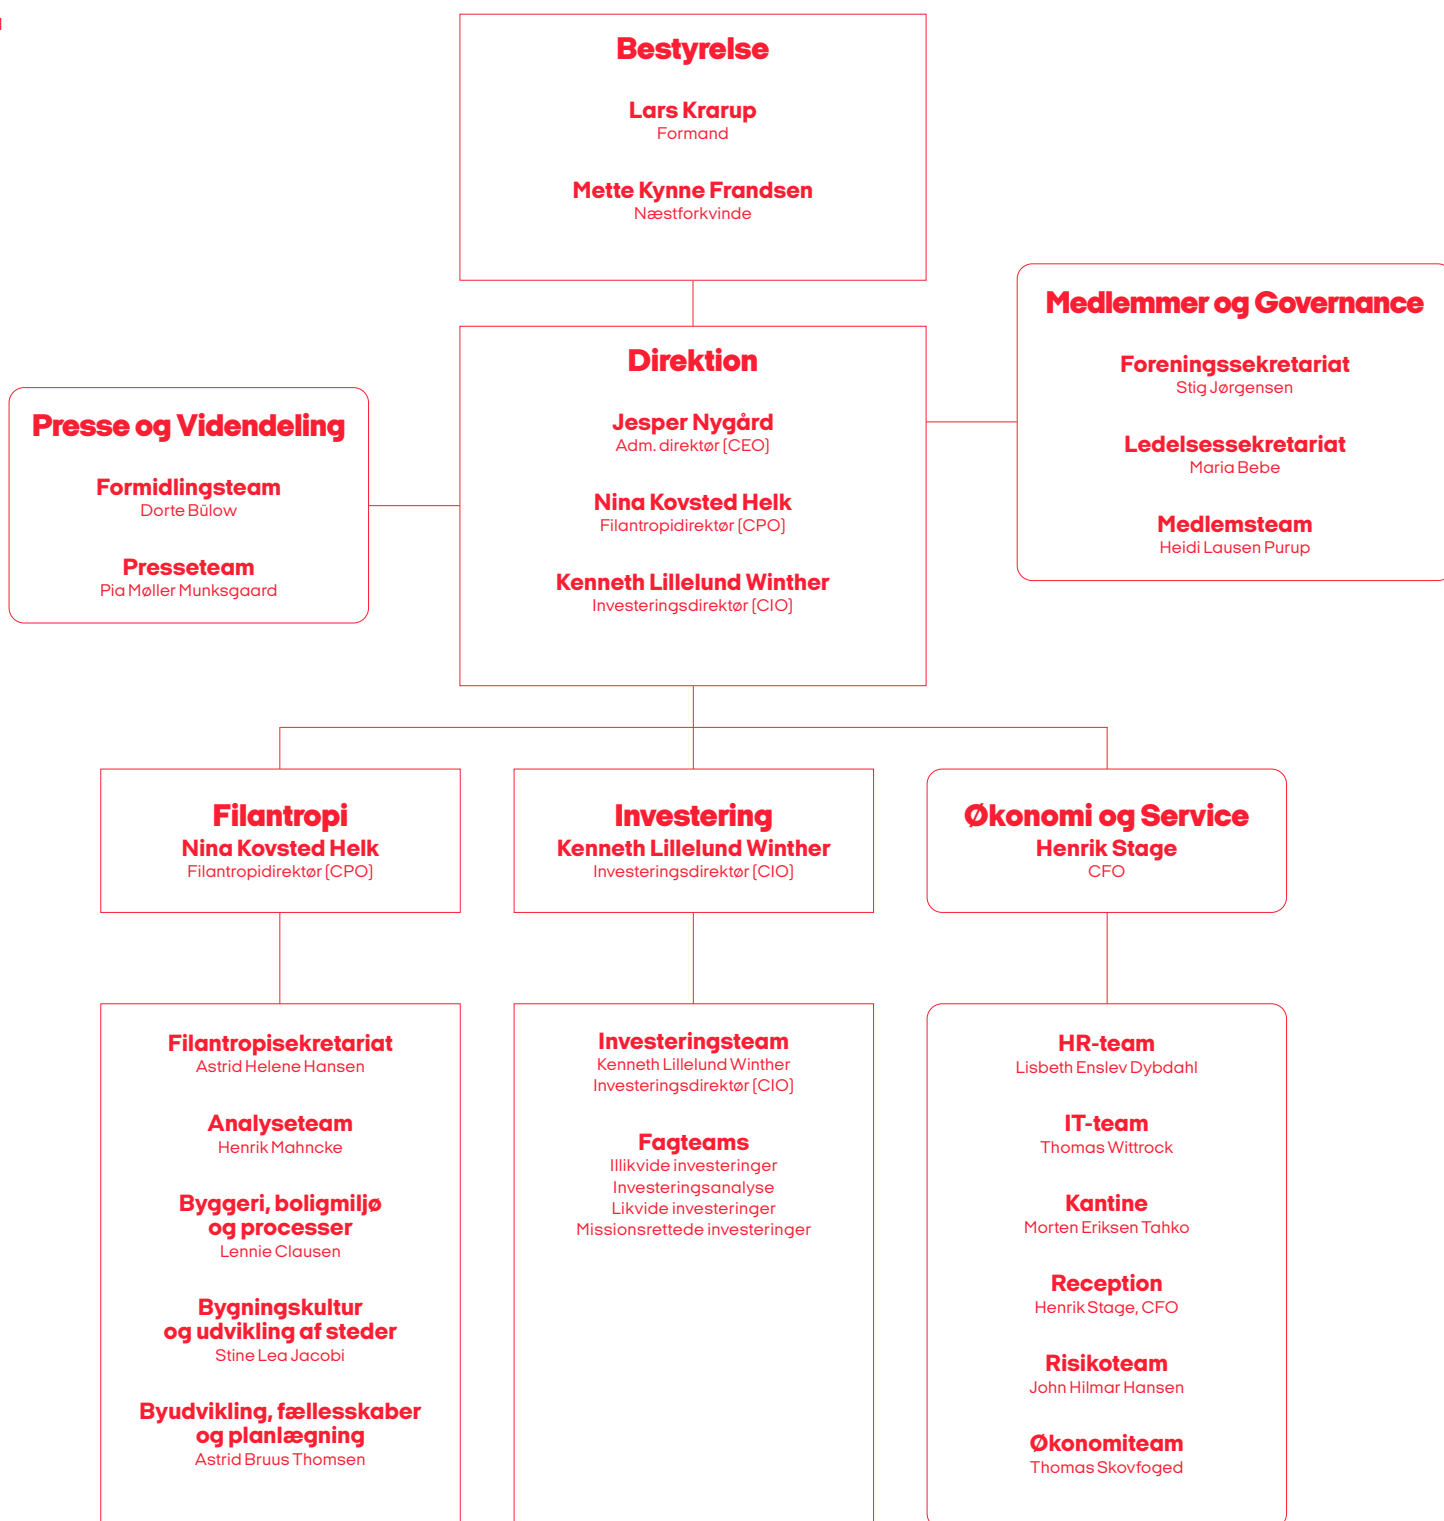 Bestyrelse
Lars Krarup
Formand
Mette Kynne Frandsen
Næstforkvinde
Medlemmer og Governance
Foreningssekretariat
Stig Jørgensen
Ledelsessekretariat
Maria Bebe
Medlemsteam
Heidi Lausen Purup
Direktion
Jesper Nygård
Adm. direktør (CEO)
Nina Kovsted Helk
Filantropidirektør (CPO)
Kenneth Lillelund Winther
Investeringsdirektør (CIO)
Presse og Videndeling
Formidlingsteam
Dorte Bülow
Presseteam
Pia Møller Munksgaard
Filantropi
Nina Kovsted Helk
Filantropidirektør (CPO)
Investering
Kenneth Lillelund Winther
Investeringsdirektør (CIO)
Økonomi og Service
Henrik Stage
CFO
Filantropisekretariat
Astrid Helene Hansen
Analyseteam
Henrik Mahncke
Byggeri, boligmiljø
og processer
Lennie Clausen
Bygningskultur
og udvikling af steder
Stine Lea Jacobi
Byudvikling, fællesskaber
og planlægning
Astrid Bruus Thomsen
Investeringsteam
Kenneth Lillelund Winther
Investeringsdirektør (CIO)
Fagteams
Illikvide investeringer
Investeringsanalyse
Likvide investeringer
Missionsrettede investeringer
HR-team
Lisbeth Enslev Dybdahl
IT-team
Thomas Wittrock
Kantine
Morten Eriksen Tahko
Reception
Henrik Stage, CFO
Risikoteam
John Hilmar Hansen
Økonomiteam
Thomas Skovfoged